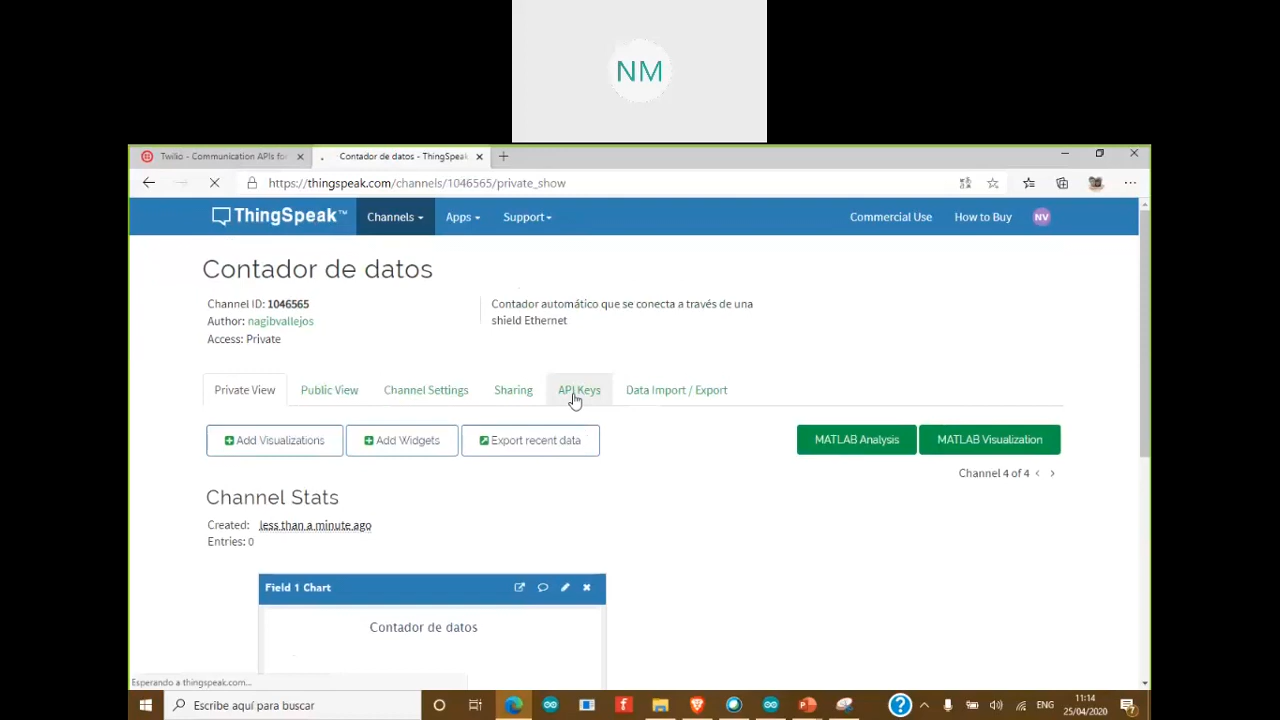 NM
Twilio - Communication APIs for
Contador de datos - ThingSpeak
https://thingspeak.com/channels/1046565/private_show
ThingSpeak™
Channels
Apps
Support
Commercial Use
How to Buy
NV
Contador de datos
Channel ID: 1046565
Author: nagibvallejos
Access: Private
Contador automático que se conecta a través de una
shield Ethernet
Private View
Public View
Channel Settings
Sharing
API Keys
Data Import / Export
Add Visualizations
Add Widgets
Export recent data
MATLAB Analysis
MATLAB Visualization
Channel 4 of 4
Channel Stats
Created: less than a minute ago
Entries: 0
Field 1 Chart
Contador de datos
Esperando a thingspeak.com...
Escribe aquí para buscar
ENG
11:14
25/04/2020